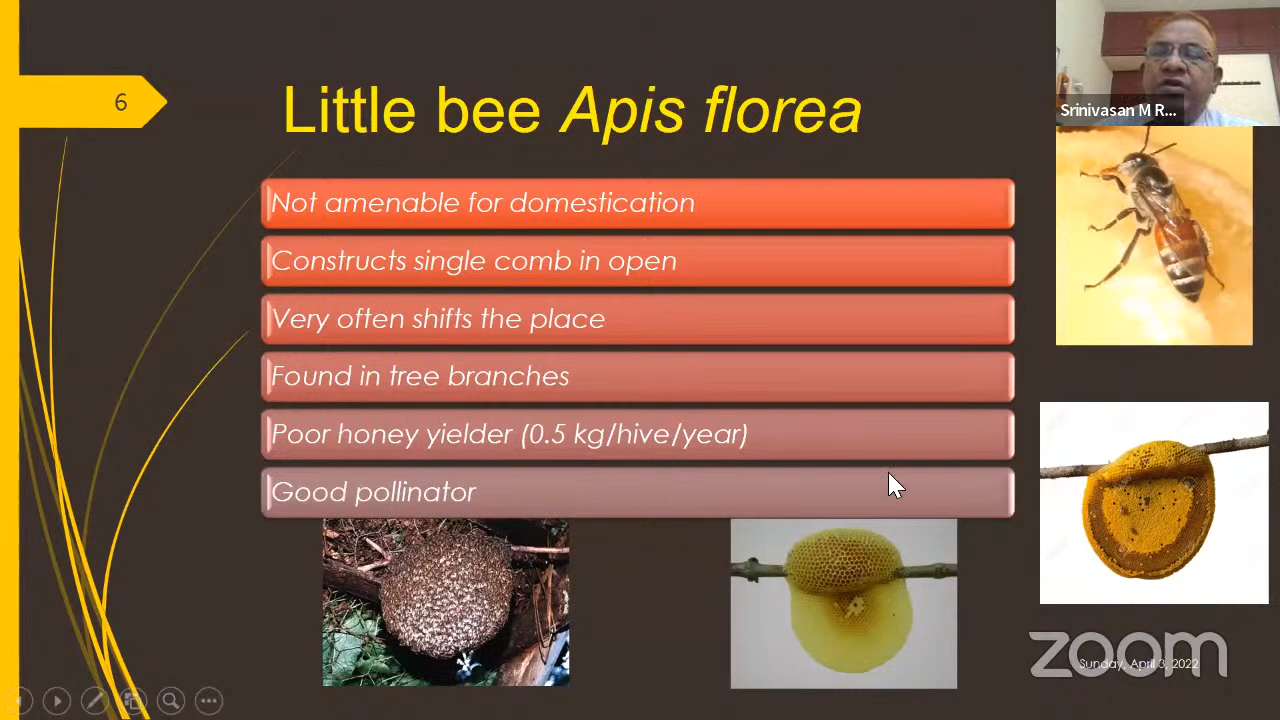 6
Little bee Apis florea
Srinivasan M R...
Not amenable for domestication
Constructs single comb in open
Very often shifts the place
Found in tree branches
Poor honey yielder (0.5 kg/hive/year)
Good pollinator
zoom
Sunday, April 3, 2022